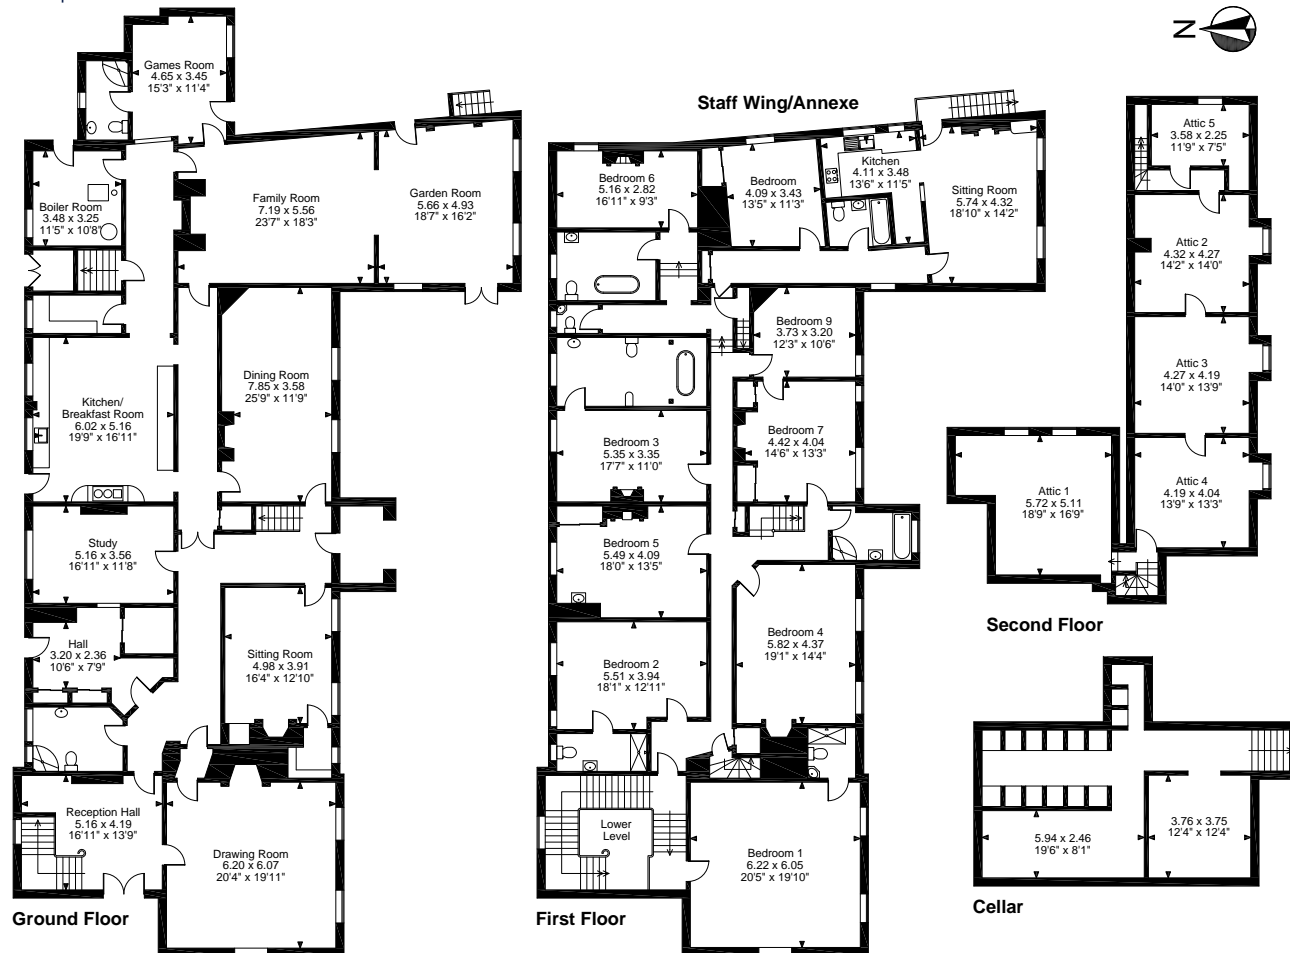 N
Games Room
4.65 x 3.45
15'3" x 11'4"
Boiler Room
3.48 x 3.25
11'5" x 10'8"
Family Room
7.19 x 5.56
23'7" x 18'3"
Garden Room
5.66 x 4.93
18'7" x 16'2"
Dining Room
7.85 x 3.58
25'9" x 11'9"
Kitchen/
Breakfast Room
6.02 x 5.16
19'9" x 16'11"
Study
5.16 x 3.56
16'11" x 11'8"
Hall
3.20 x 2.36
10'6" x 7'9"
Sitting Room
4.98 x 3.91
16'4" x 12'10"
Reception Hall
5.16 x 4.19
16'11" x 13'9"
Drawing Room
6.20 x 6.07
20'4" x 19'11"
Ground Floor
Staff Wing/Annexe
Bedroom 6
5.16 x 2.82
16'11" x 9'3"
Bedroom
4.09 x 3.43
13'5" x 11'3"
Kitchen
4.11 x 3.48
13'6" x 11'5"
Sitting Room
5.74 x 4.32
18'10" x 14'2"
Bedroom 9
3.73 x 3.20
12'3" x 10'6"
Bedroom 3
5.35 x 3.35
17'7" x 11'0"
Bedroom 7
4.42 x 4.04
14'6" x 13'3"
Bedroom 5
5.49 x 4.09
18'0" x 13'5"
Bedroom 4
5.82 x 4.37
19'1" x 14'4"
Bedroom 2
5.51 x 3.94
18'1" x 12'11"
Lower
Level
Bedroom 1
6.22 x 6.05
20'5" x 19'10"
First Floor
Attic 5
3.58 x 2.25
11'9" x 7'5"
Attic 2
4.32 x 4.27
14'2" x 14'0"
Attic 3
4.27 x 4.19
14'0" x 13'9"
Attic 4
4.19 x 4.04
13'9" x 13'3"
Attic 1
5.72 x 5.11
18'9" x 16'9"
Second Floor
5.94 x 2.46
19'6" x 8'1"
3.76 x 3.75
12'4" x 12'4"
Cellar